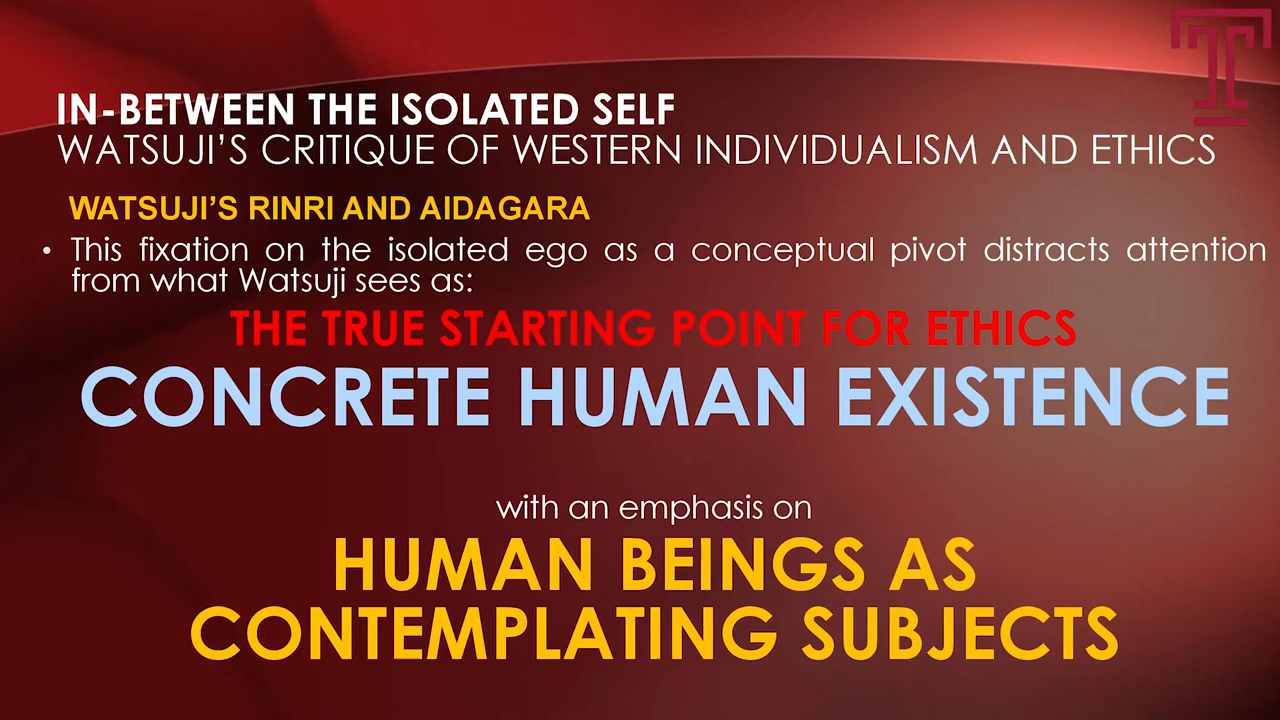 IN-BETWEEN THE ISOLATED SELF
WATSUJI'S CRITIQUE OF WESTERN INDIVIDUALISM AND ETHICS
WATSUJI'S RINRI AND AIDAGARA
• This fixation on the isolated ego as a conceptual pivot distracts attention
from what Watsuji sees as:
THE TRUE STARTING POINT FOR ETHICS
CONCRETE HUMAN EXISTENCE
with an emphasis on
HUMAN BEINGS AS
CONTEMPLATING SUBJECTS